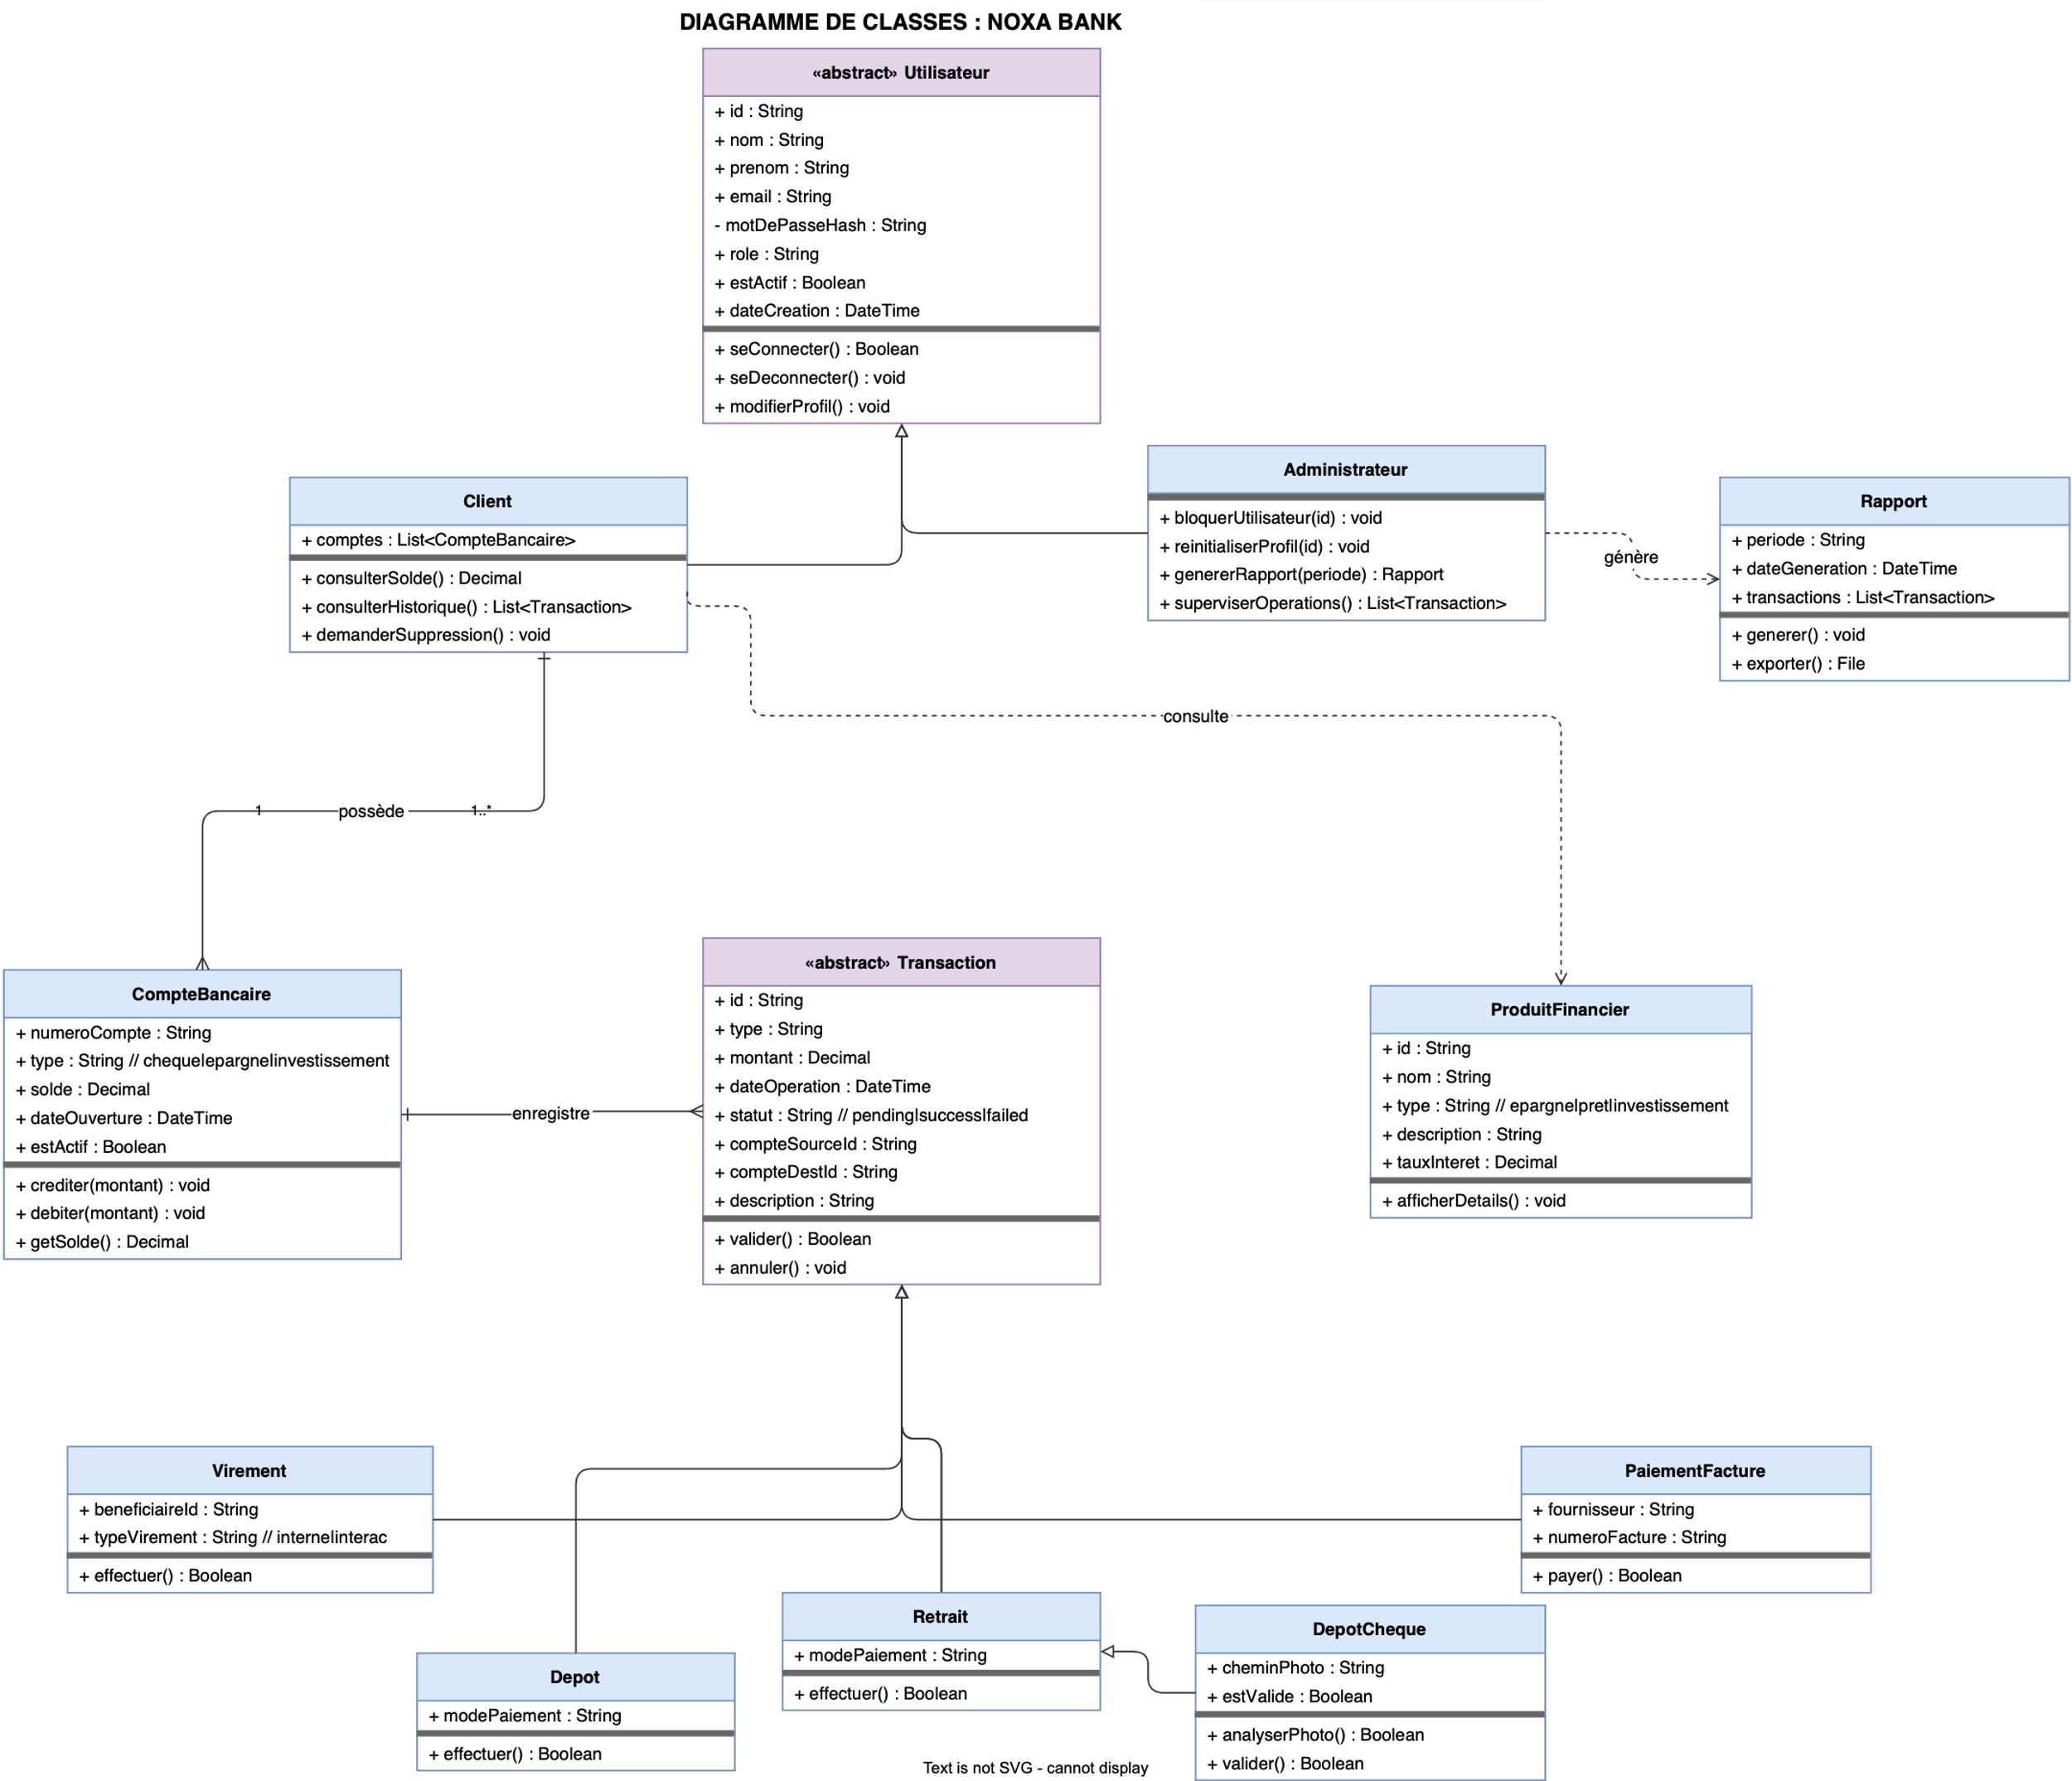 DIAGRAMME DE CLASSES : NOXA BANK
«abstract» Utilisateur
+ id : String
+ nom : String
+ prenom : String
+ email : String
- motDePasseHash : String
+ role : String
+ estActif : Boolean
+ dateCreation : DateTime
+ seConnecter() : Boolean
+ seDeconnecter() : void
+ modifierProfil() : void
Client
+ comptes : List<CompteBancaire>
+ consulterSolde() : Decimal
+ consulterHistorique() : List<Transaction>
+ demanderSuppression() : void
Administrateur
+ bloquerUtilisateur(id) : void
+ reinitialiserProfil(id) : void
+ genererRapport(periode) : Rapport
+ superviserOperations() : List<Transaction>
génère
Rapport
+ periode : String
+ dateGeneration : DateTime
+ transactions : List<Transaction>
+ generer() : void
+ exporter() : File
consulte
1 possède 1..*
CompteBancaire
+ numeroCompte : String
+ type : String // cheque|epargne|investissement
+ solde : Decimal
+ dateOuverture : DateTime
+ estActif : Boolean
+ crediter(montant) : void
+ debiter(montant) : void
+ getSolde() : Decimal
enregistre
«abstract» Transaction
+ id : String
+ type : String
+ montant : Decimal
+ dateOperation : DateTime
+ statut : String // pending|success|failed
+ compteSourceId : String
+ compteDestId : String
+ description : String
+ valider() : Boolean
+ annuler() : void
ProduitFinancier
+ id : String
+ nom : String
+ type : String // epargne|pret|investissement
+ description : String
+ tauxInteret : Decimal
+ afficherDetails() : void
Virement
+ beneficiaireId : String
+ typeVirement : String // interne|interac
+ effectuer() : Boolean
Depot
+ modePaiement : String
+ effectuer() : Boolean
Retrait
+ modePaiement : String
+ effectuer() : Boolean
DepotCheque
+ cheminPhoto : String
+ estValide : Boolean
+ analyserPhoto() : Boolean
+ valider() : Boolean
PaiementFacture
+ fournisseur : String
+ numeroFacture : String
+ payer() : Boolean
Text is not SVG - cannot display